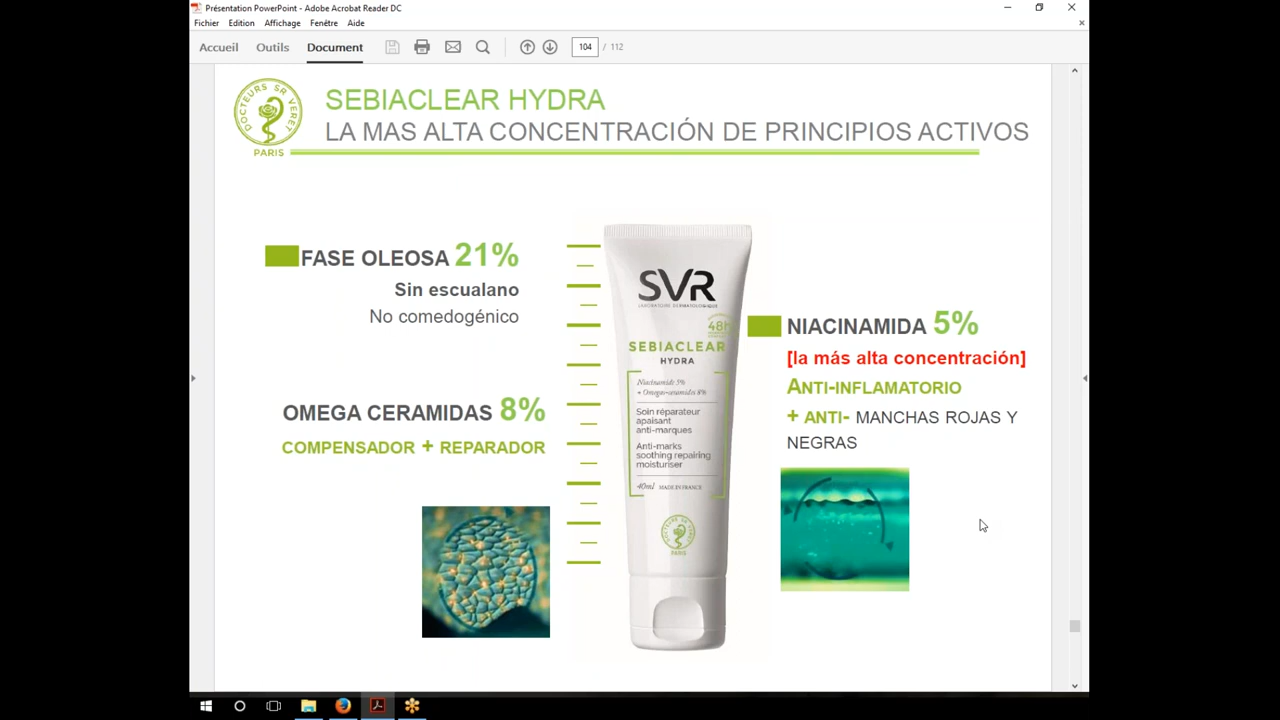 Présentation PowerPoint - Adobe Acrobat Reader DC
Fichier Edition Affichage Fenêtre Aide
Accueil Outils Document 104 / 112
DOCTEURS SR VERET
PARIS
SEBIACLEAR HYDRA
LA MAS ALTA CONCENTRACIÓN DE PRINCIPIOS ACTIVOS
FASE OLEOSA 21%
Sin escualano
No comedogénico
OMEGA CERAMIDAS 8%
COMPENSADOR + REPARADOR
SVR
LABORATOIRE DERMATOLOGIQUE
48h
SEBIACLEAR
HYDRA
Niacinamide 5%
+ Omegas-ceramides 8%
Soin réparateur
apaisant
anti-marques
Anti-marks
soothing repairing
moisturiser
40ml MADE IN FRANCE
DOCTEURS SR VERET
PARIS
NIACINAMIDA 5%
[la más alta concentración]
ANTI-INFLAMATORIO
+ ANTI- MANCHAS ROJAS Y
NEGRAS